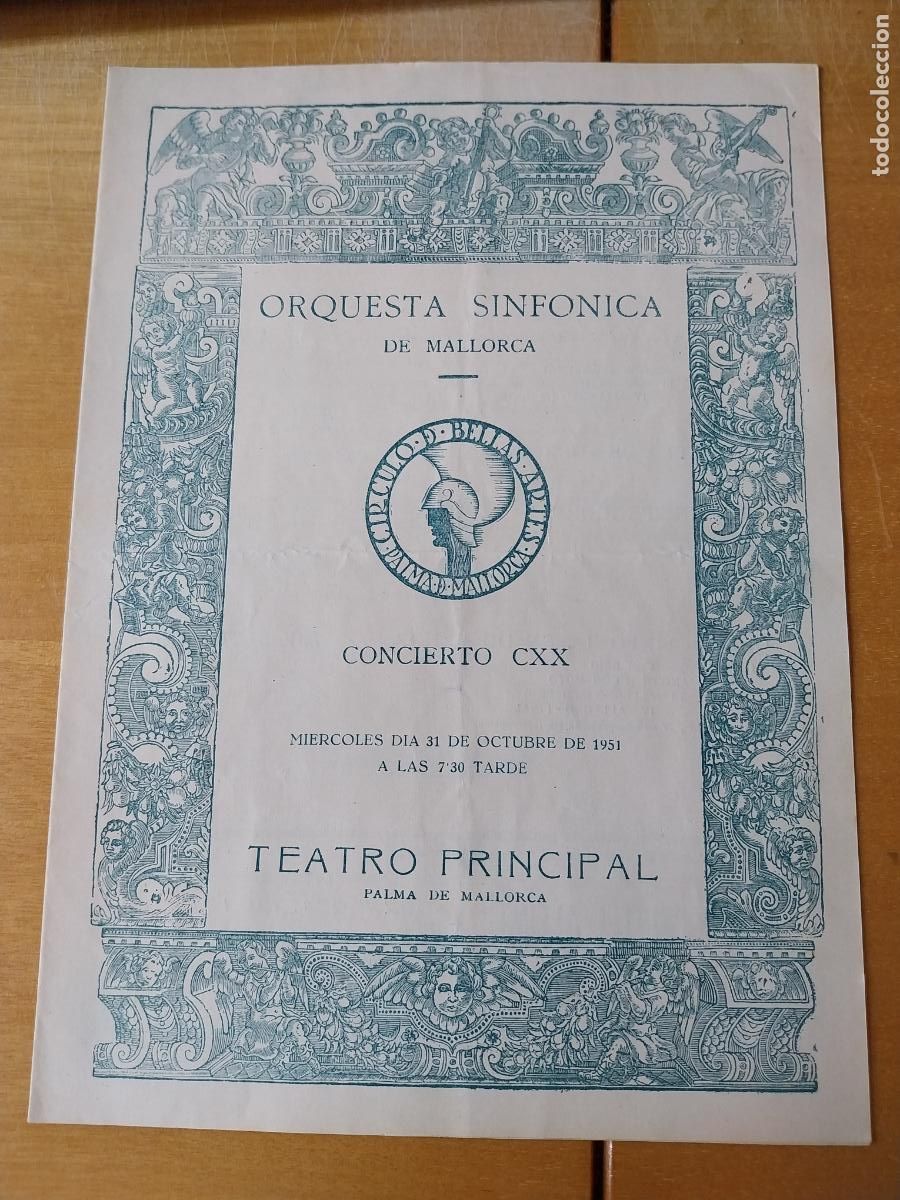 ORQUESTA SINFONICA
DE MALLORCA
CIRCULO · D · BELLAS · ARTES
· PALMA · D · MALLORCA ·
CONCIERTO CXX
MIERCOLES DIA 31 DE OCTUBRE DE 1951
A LAS 7'30 TARDE
TEATRO PRINCIPAL
PALMA DE MALLORCA
todocoleccion